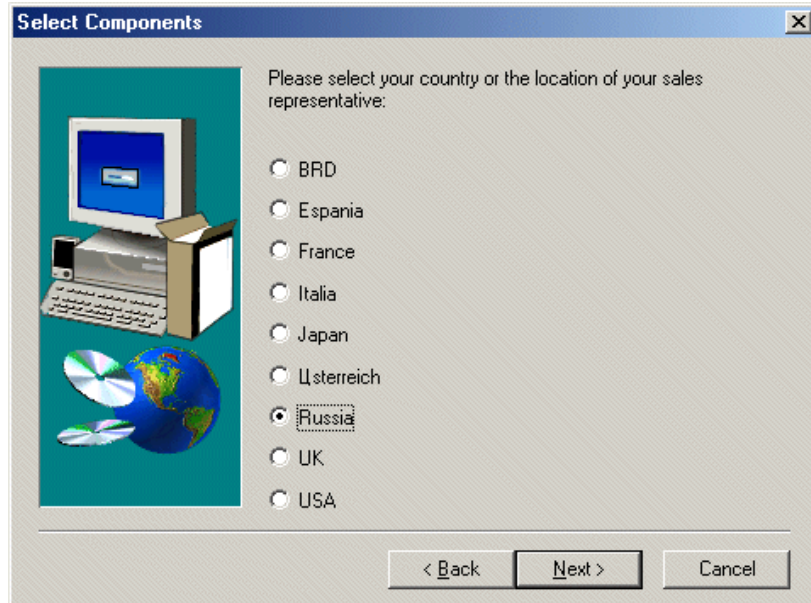 Select Components
Please select your country or the location of your sales
representative:
BRD
Espania
France
Italia
Japan
Цsterreich
Russia
UK
USA
< Back
Next >
Cancel